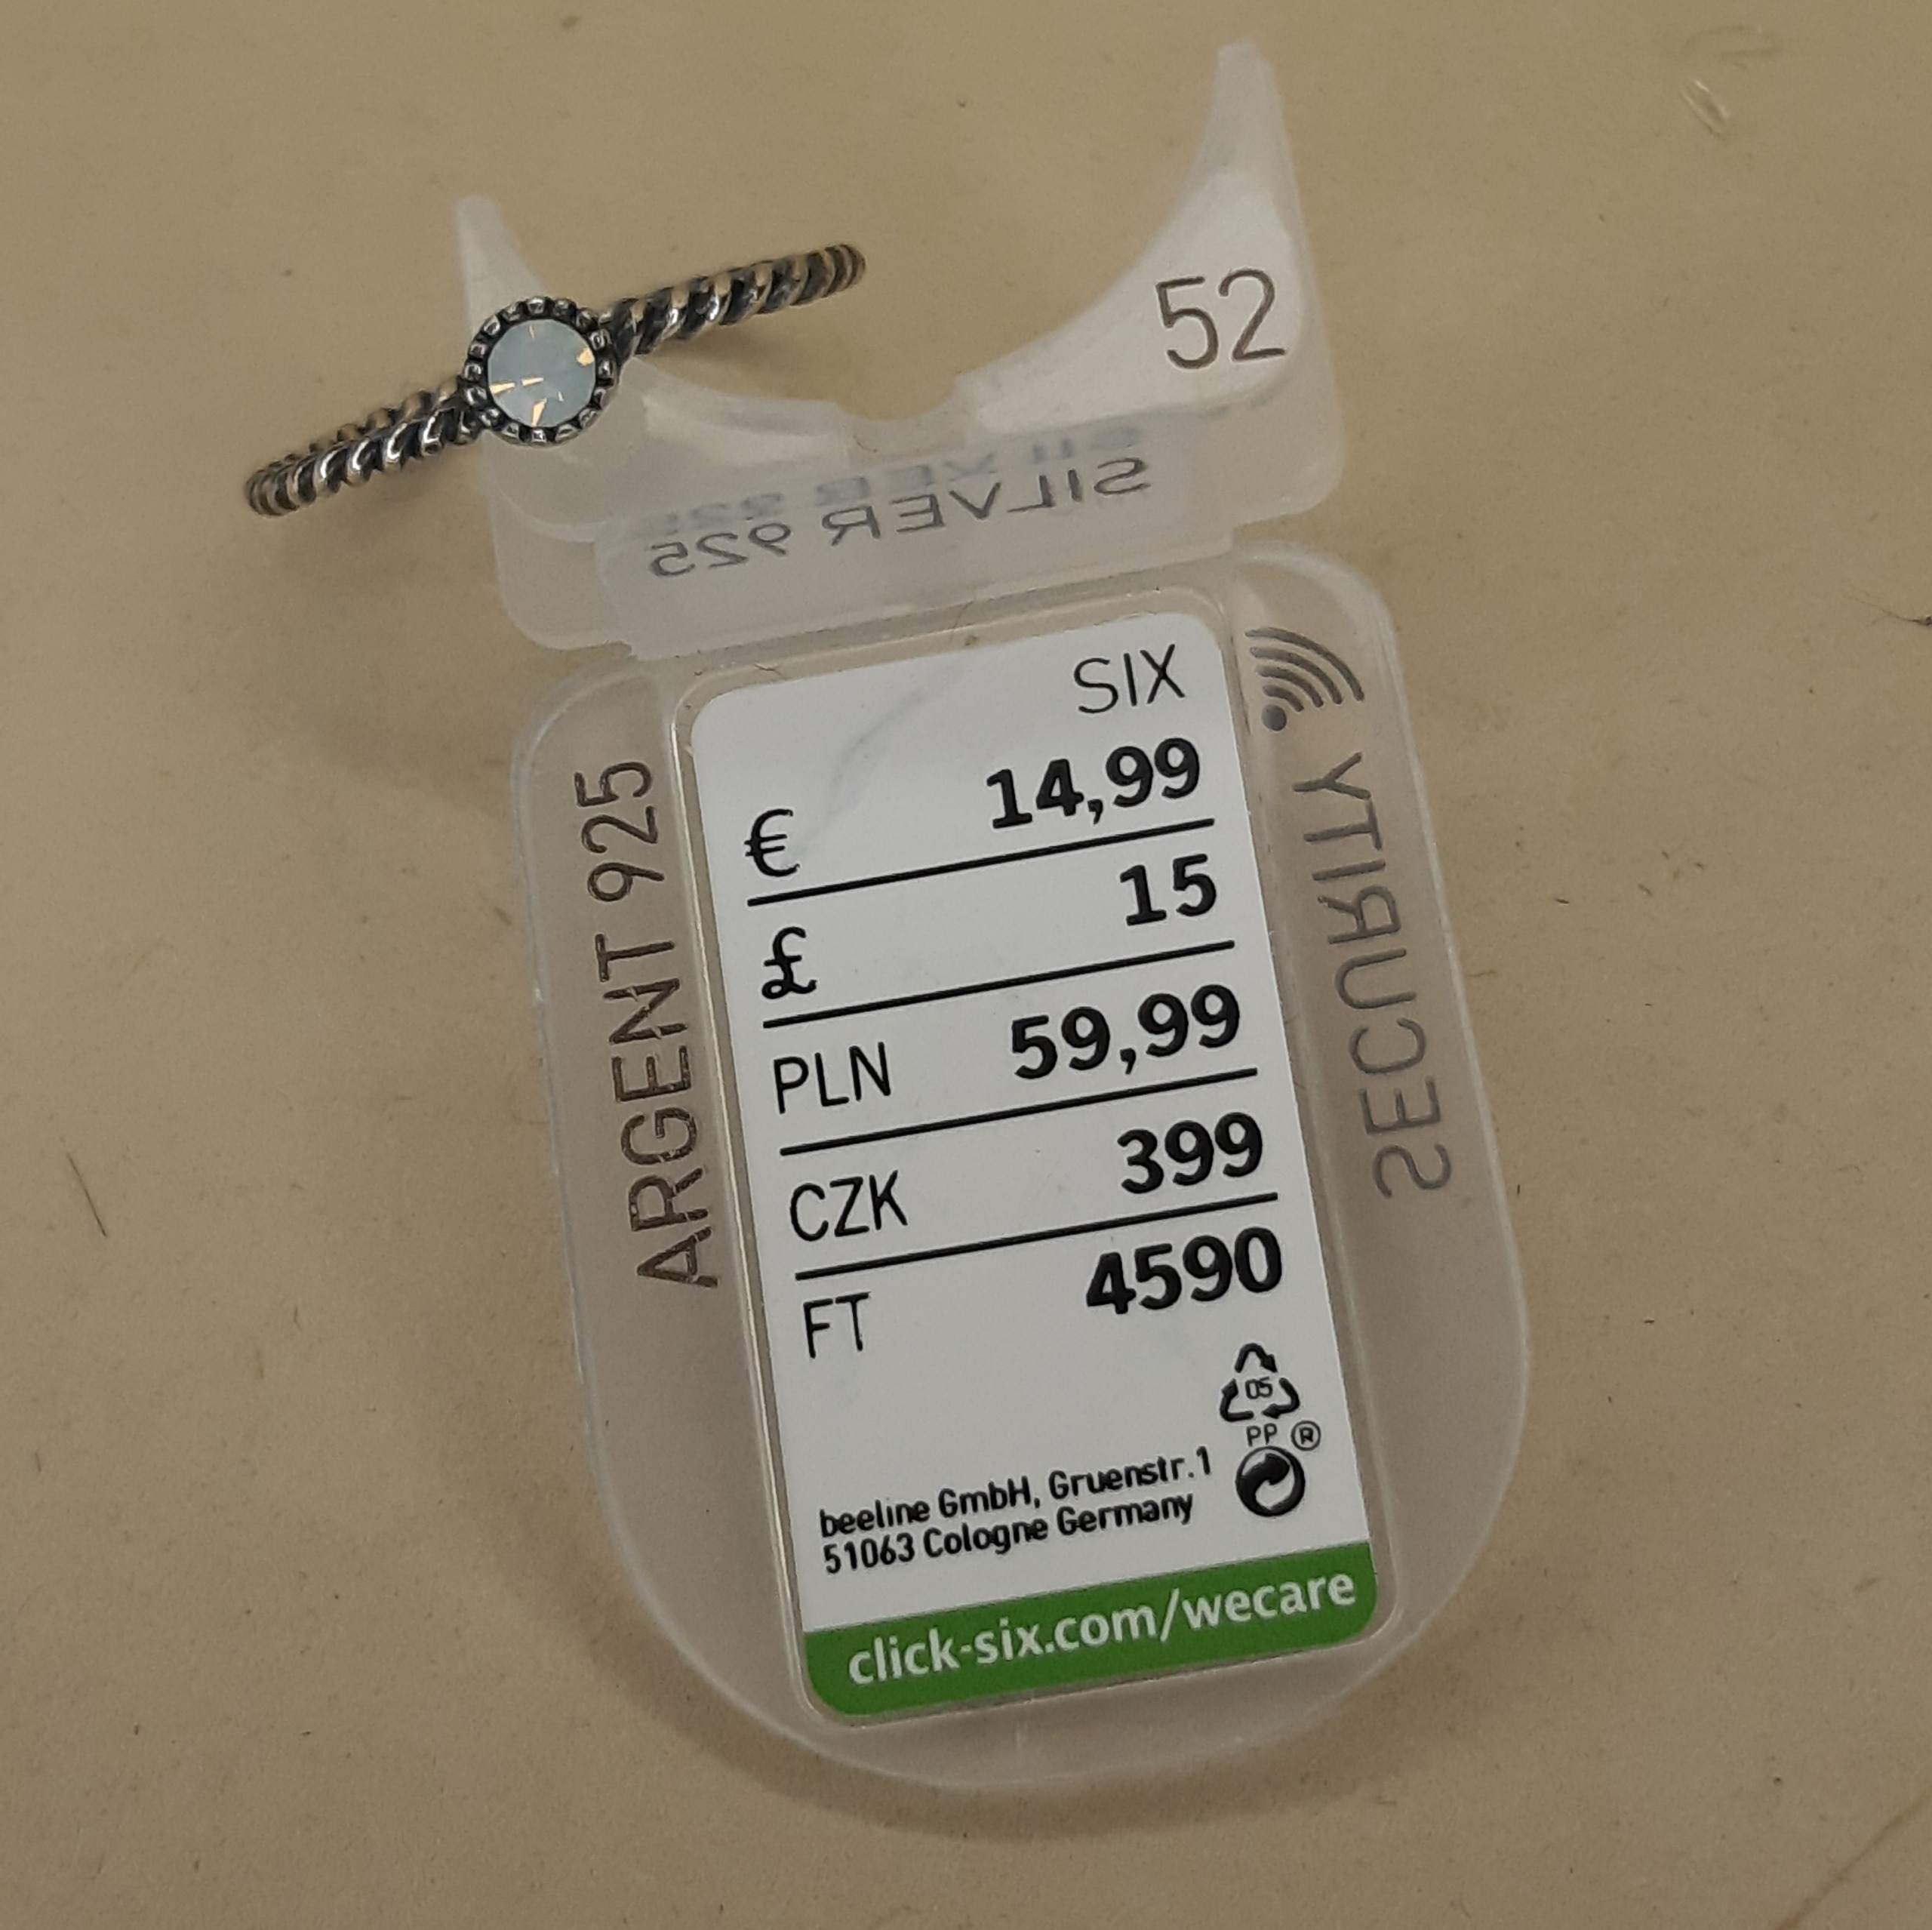 52
SILVER 925
SIX
€ 14,99
£ 15
PLN 59,99
CZK 399
FT 4590
ARGENT 925
SECURITY
05
PP ®
beeline GmbH, Gruenstr.1
51063 Cologne Germany
click-six.com/wecare